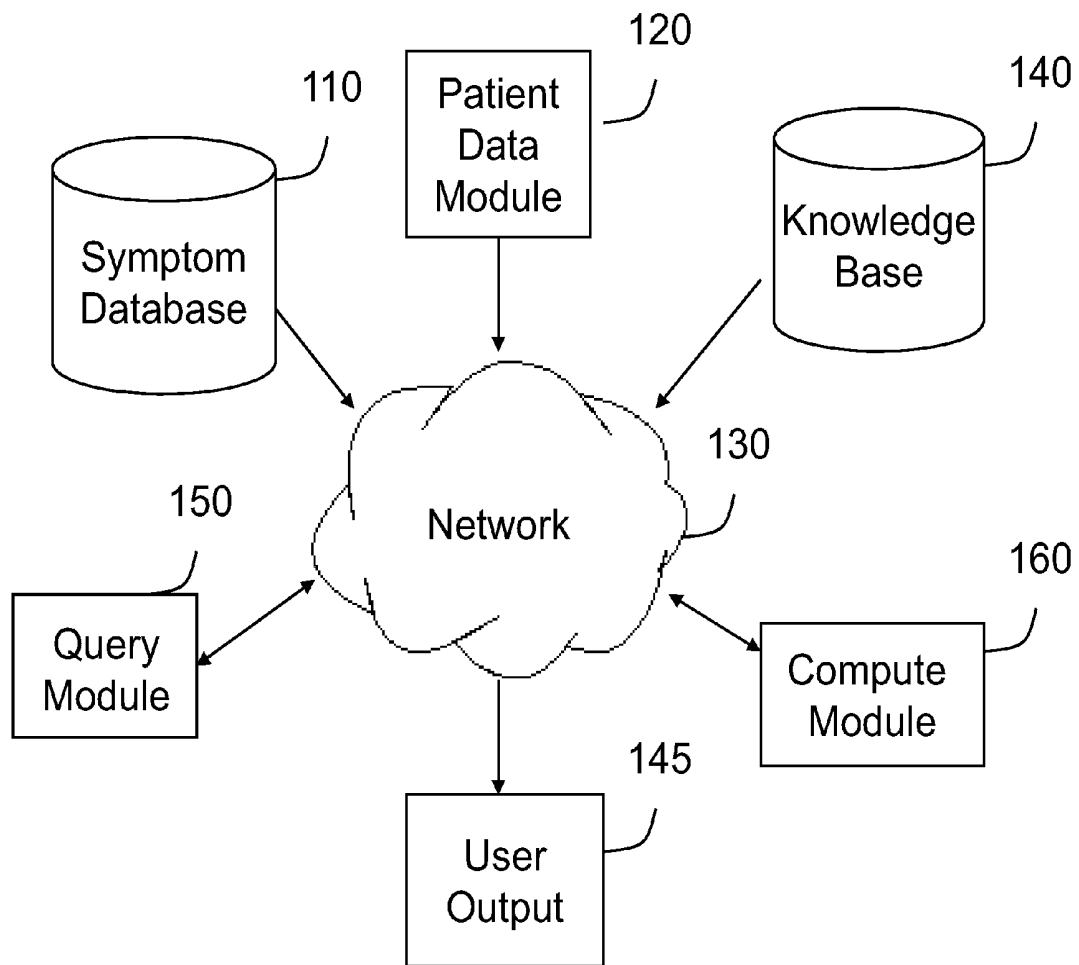 120
Patient
Data
Module
110
Symptom
Database
140
Knowledge
Base
130
Network
150
Query
Module
160
Compute
Module
145
User
Output